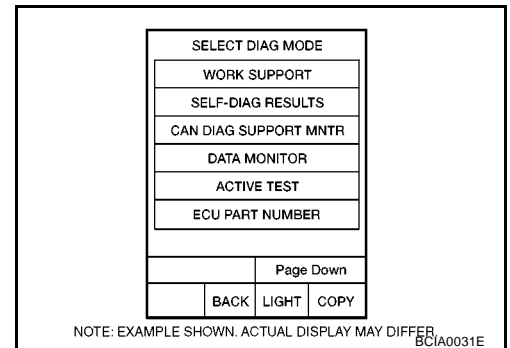 SELECT DIAG MODE
WORK SUPPORT
SELF-DIAG RESULTS
CAN DIAG SUPPORT MNTR
DATA MONITOR
ACTIVE TEST
ECU PART NUMBER
Page Down
BACK LIGHT COPY
NOTE: EXAMPLE SHOWN. ACTUAL DISPLAY MAY DIFFER.
BCIA0031E